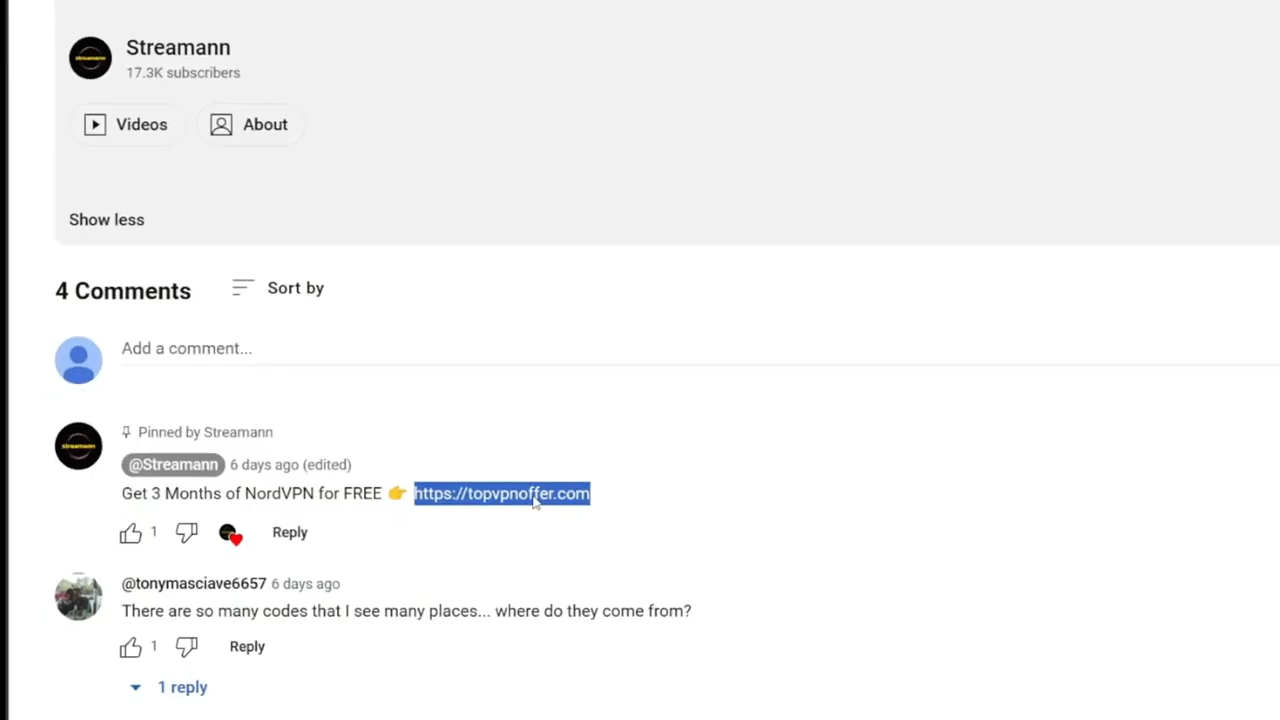 Streamann
17.3K subscribers
Videos
About
Show less
4 Comments
Sort by
Add a comment...
Pinned by Streamann
@Streamann 6 days ago (edited)
Get 3 Months of NordVPN for FREE 👉 https://topvpnoffer.com
1
Reply
@tonymasciave6657 6 days ago
There are so many codes that I see many places... where do they come from?
1
Reply
1 reply